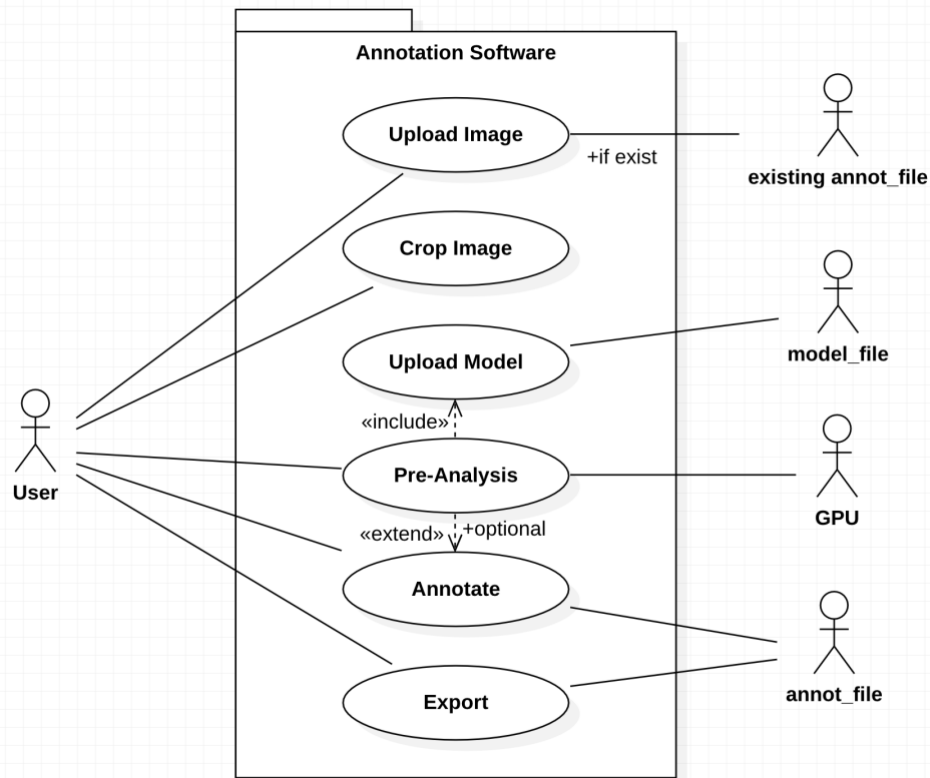 Annotation Software
Upload Image
+if exist
existing annot_file
Crop Image
Upload Model
model_file
«include»
Pre-Analysis
GPU
User
«extend»
+optional
Annotate
annot_file
Export